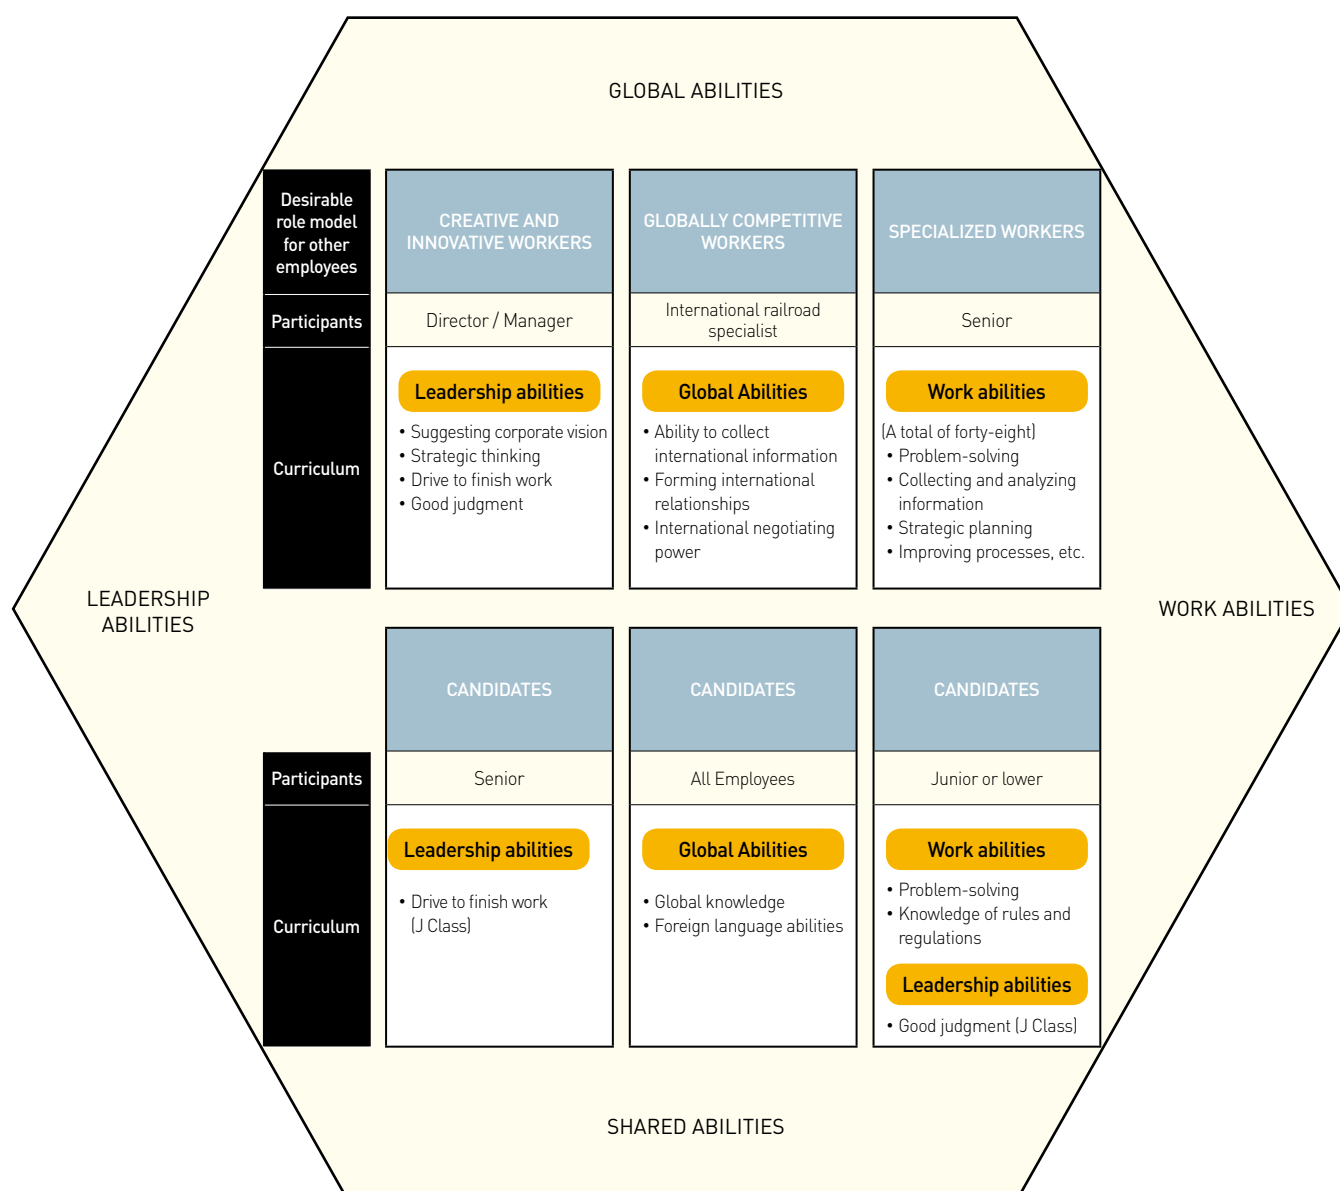 GLOBAL ABILITIES
Desirable
role model
for other
employees
CREATIVE AND
INNOVATIVE WORKERS
GLOBALLY COMPETITIVE
WORKERS
SPECIALIZED WORKERS
Participants
Director / Manager
International railroad
specialist
Senior
Curriculum
Leadership abilities
• Suggesting corporate vision
• Strategic thinking
• Drive to finish work
• Good judgment
Global Abilities
• Ability to collect
international information
• Forming international
relationships
• International negotiating
power
Work abilities
(A total of forty-eight)
• Problem-solving
• Collecting and analyzing
information
• Strategic planning
• Improving processes, etc.
LEADERSHIP
ABILITIES
WORK ABILITIES
CANDIDATES
CANDIDATES
CANDIDATES
Participants
Senior
All Employees
Junior or lower
Curriculum
Leadership abilities
• Drive to finish work
(J Class)
Global Abilities
• Global knowledge
• Foreign language abilities
Work abilities
• Problem-solving
• Knowledge of rules and
regulations
Leadership abilities
• Good judgment (J Class)
SHARED ABILITIES